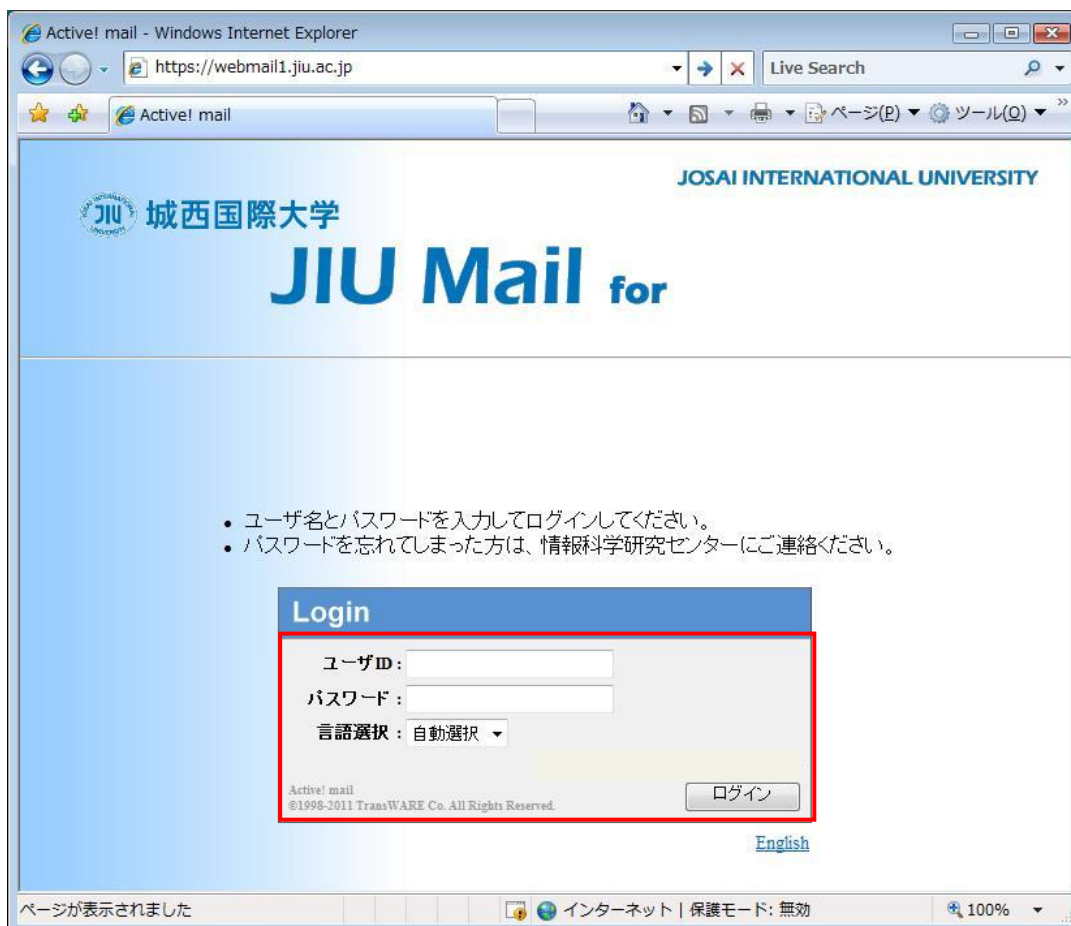 Active! mail - Windows Internet Explorer
https://webmail1.jiu.ac.jp
Live Search
Active! mail
ページ(P)
ツール(O)
JOSAI INTERNATIONAL UNIVERSITY
JIU 城西国際大学
JIU Mail for
• ユーザ名とパスワードを入力してログインしてください。
• パスワードを忘れてしまった方は、情報科学研究センターにご連絡ください。
Login
ユーザID:
パスワード:
言語選択: 自動選択
Active! mail
©1998-2011 TransWARE Co. All Rights Reserved.
ログイン
English
ページが表示されました
インターネット | 保護モード: 無効
100%